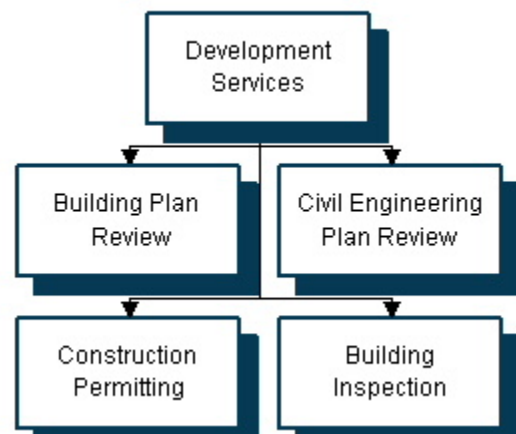 Development
Services
Building Plan
Review
Civil Engineering
Plan Review
Construction
Permitting
Building
Inspection